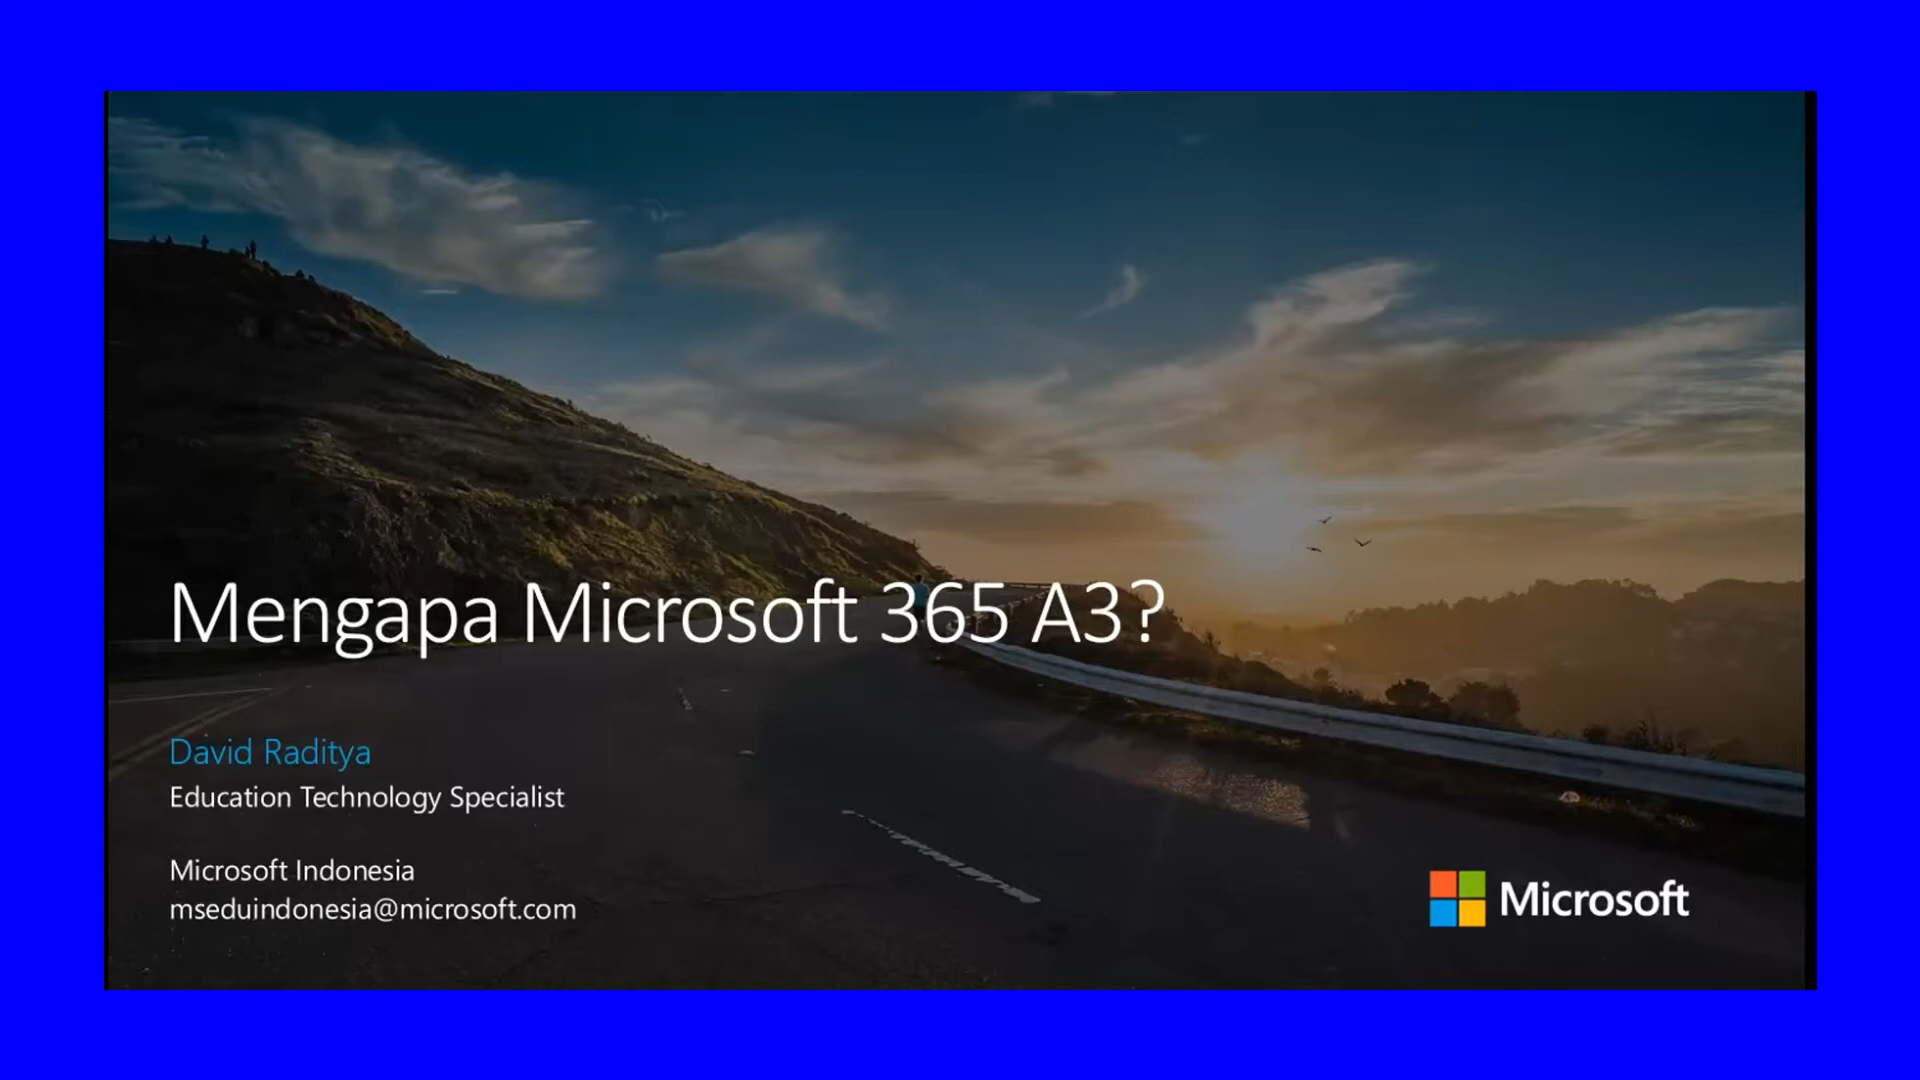 Mengapa Microsoft 365 A3?
David Raditya
Education Technology Specialist
Microsoft Indonesia
mseduindonesia@microsoft.com
Microsoft